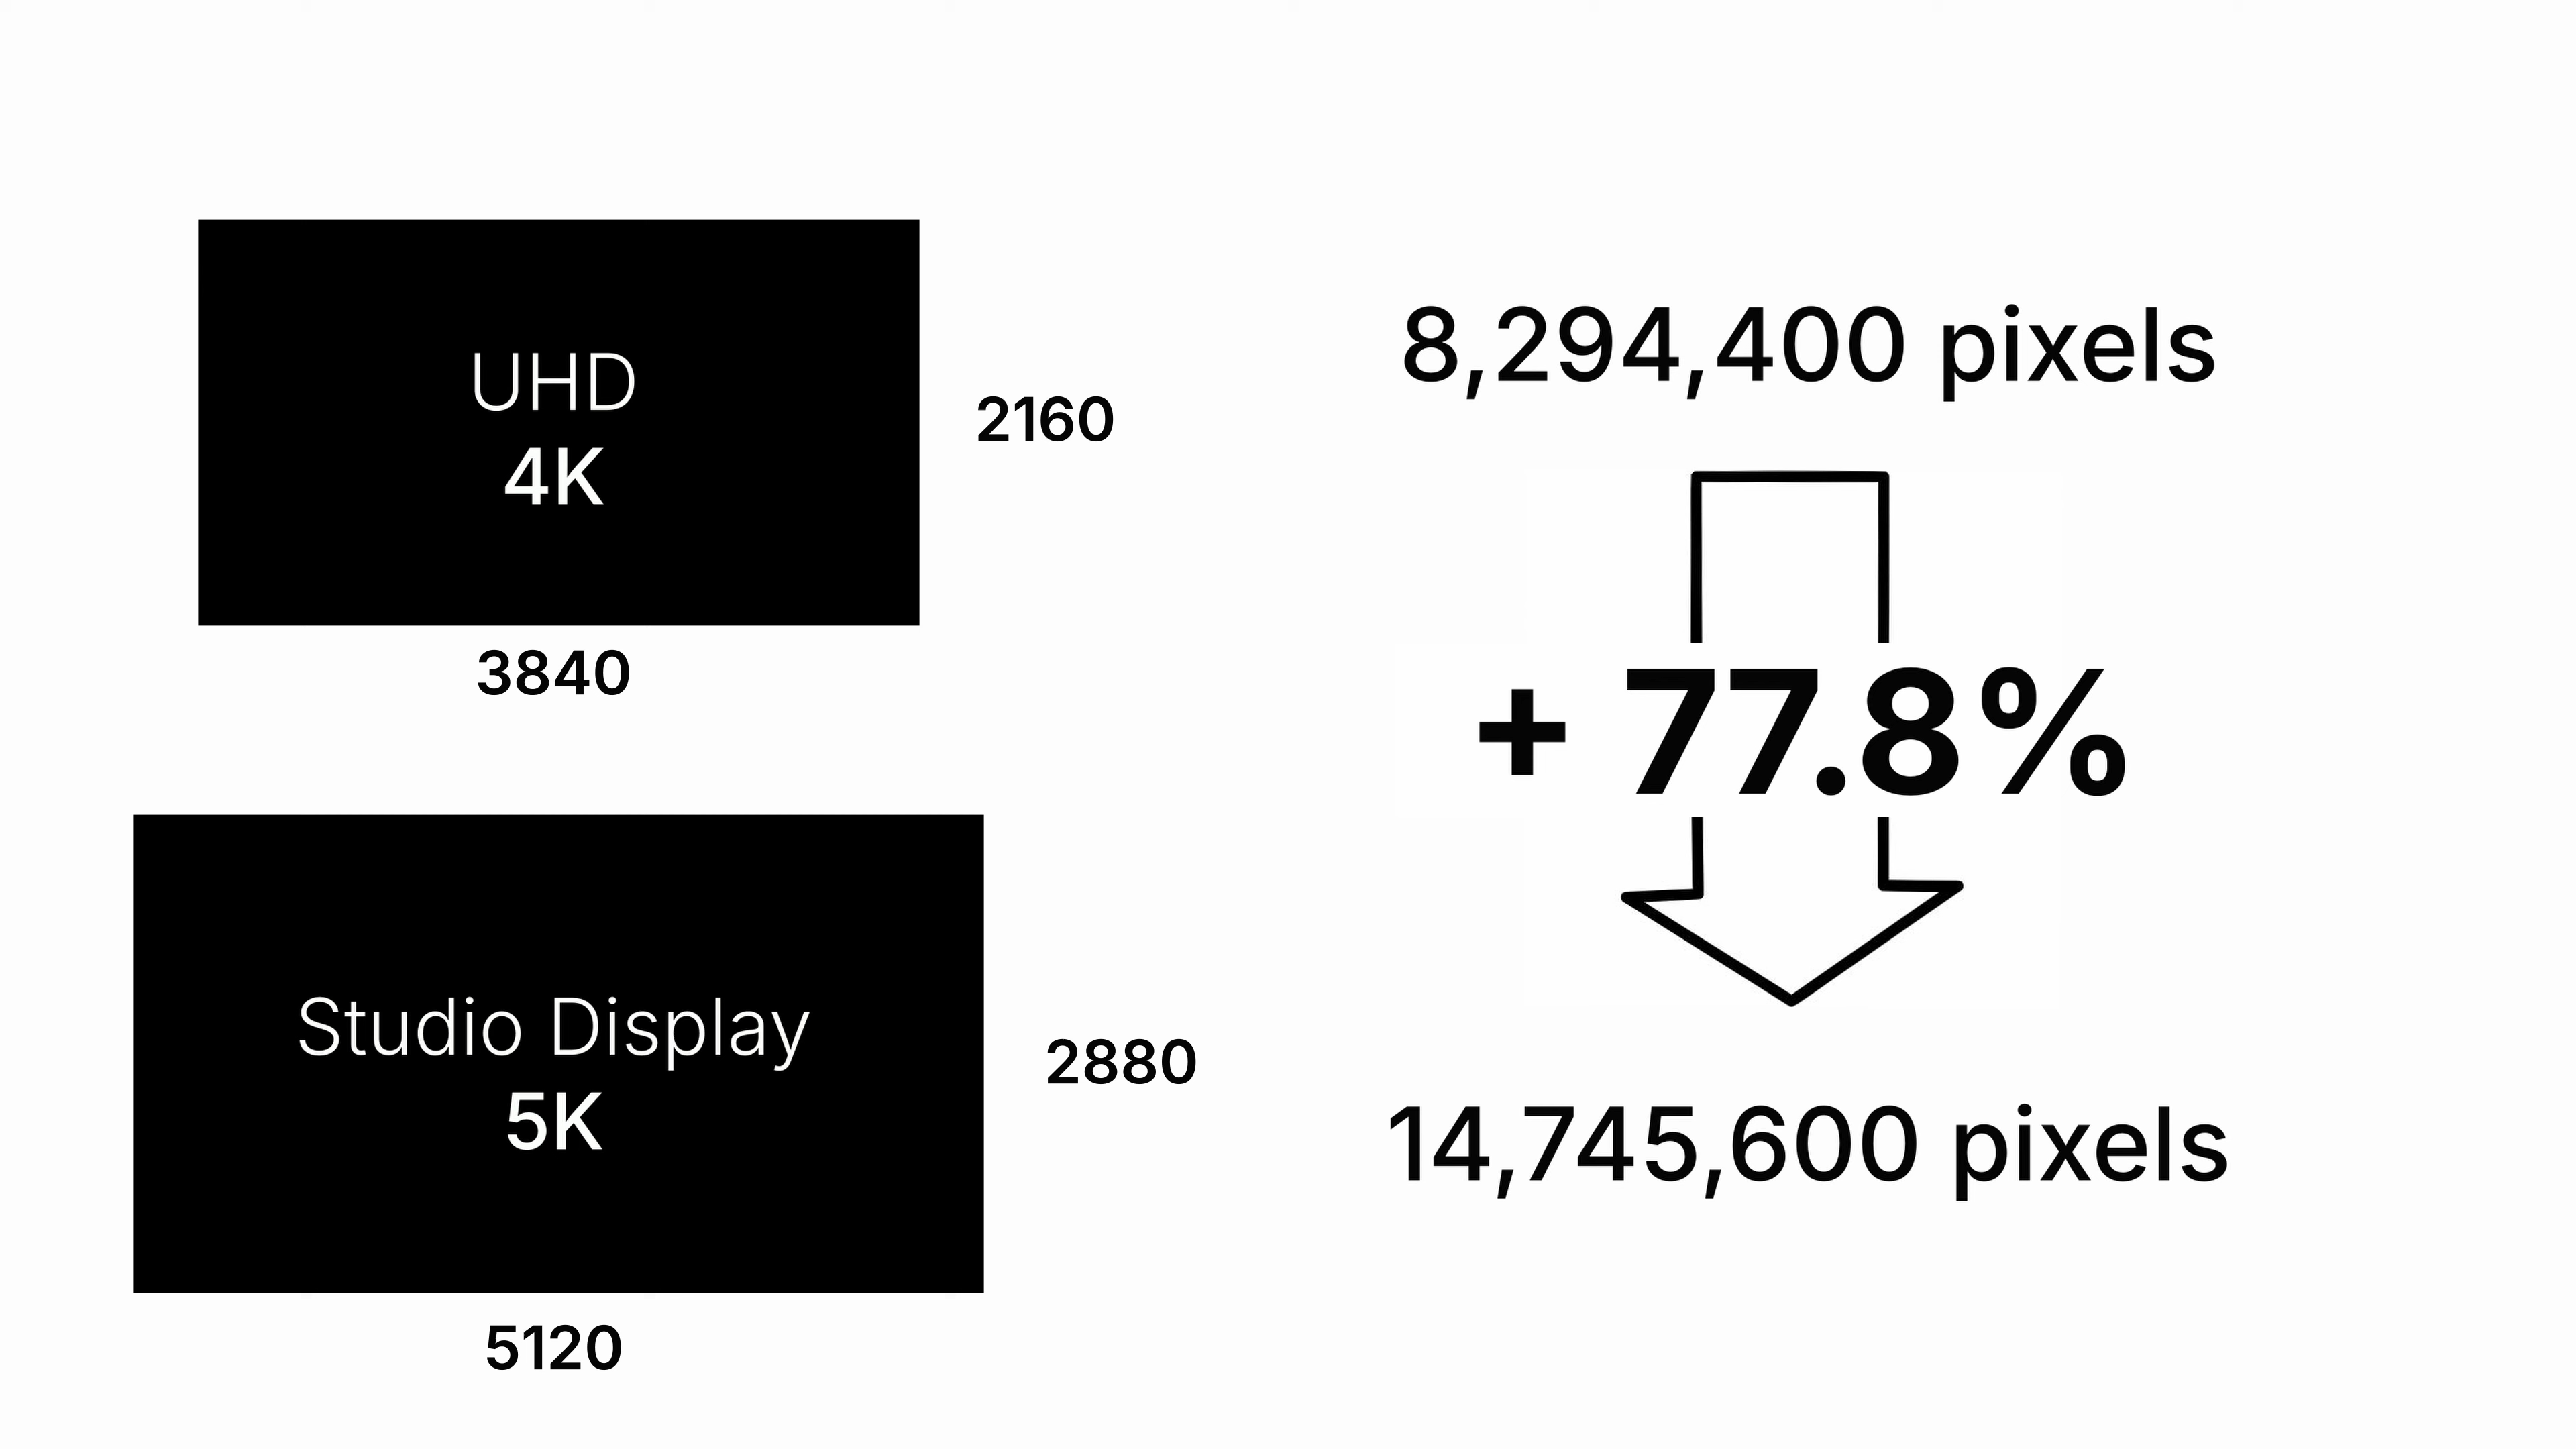 UHD
4K
2160
3840
8,294,400 pixels
+ 77.8%
Studio Display
5K
2880
5120
14,745,600 pixels